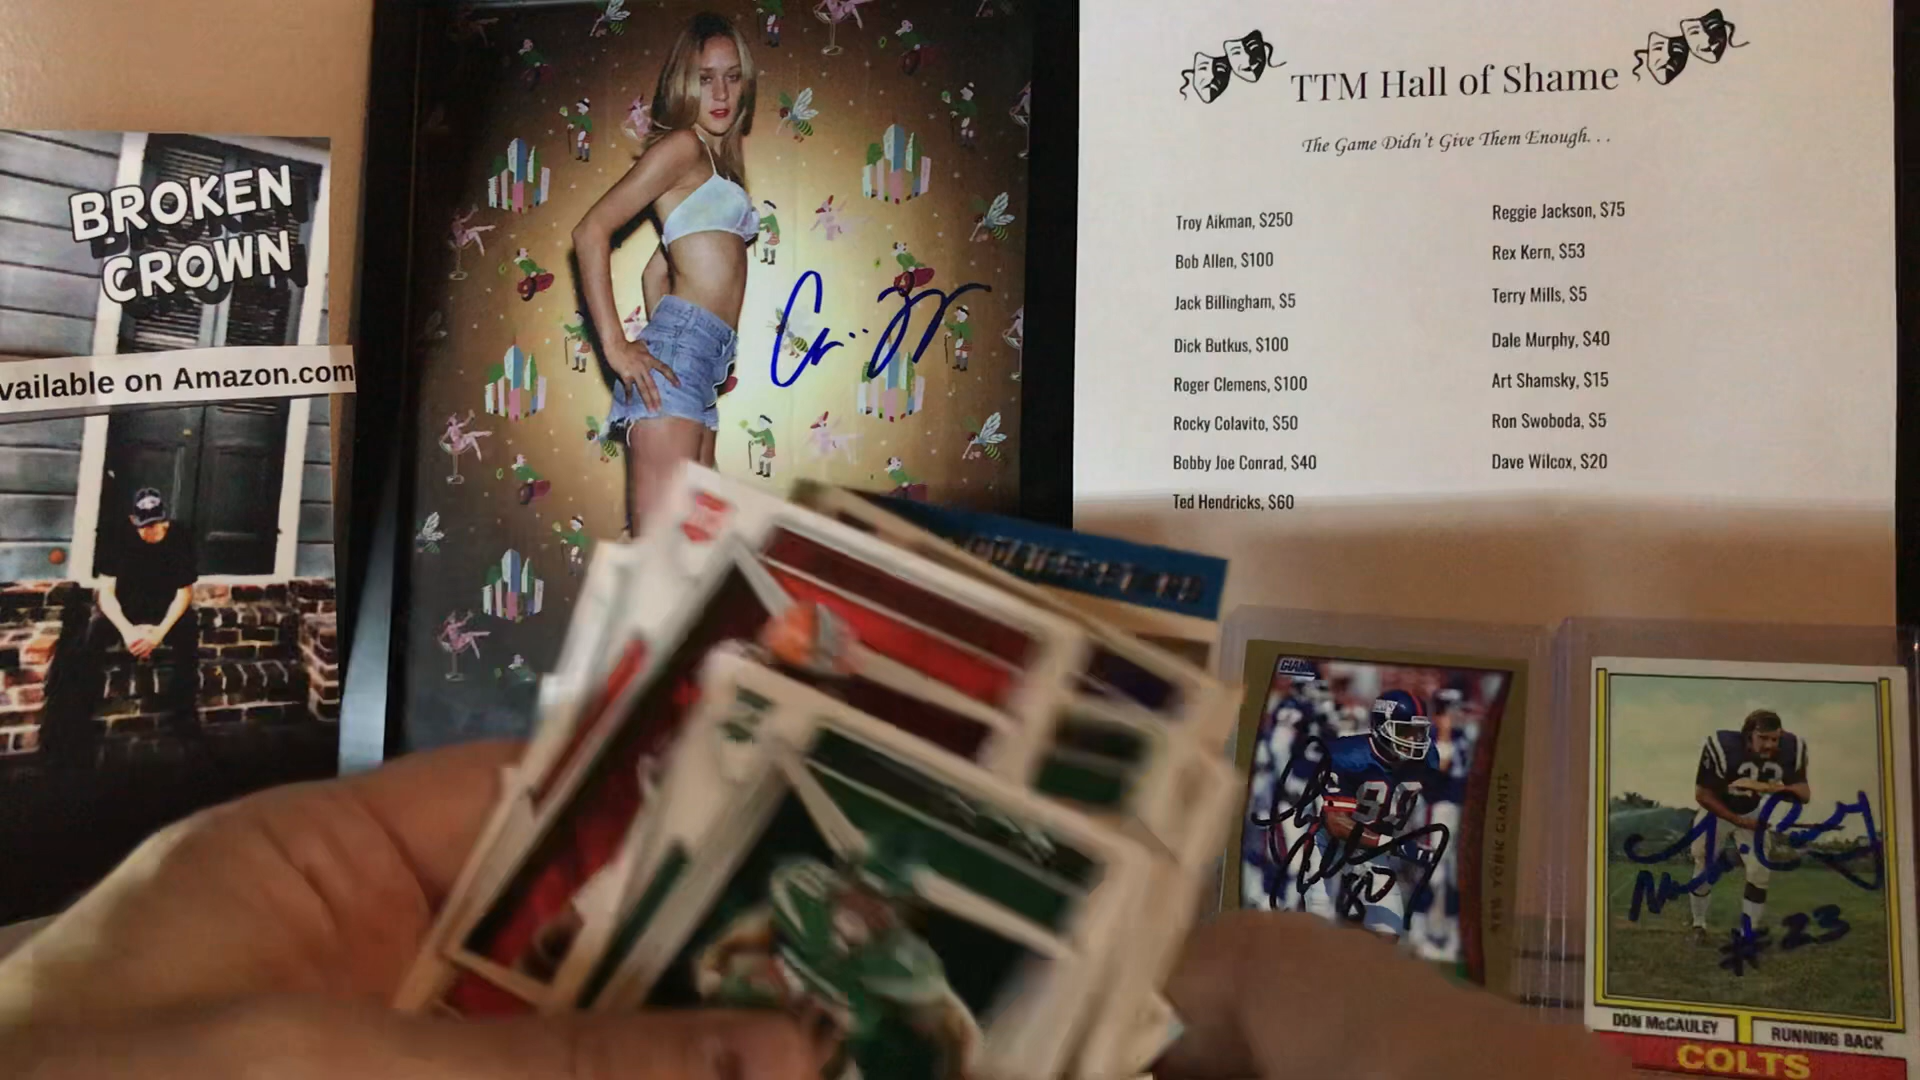 BROKEN
CROWN
vailable on Amazon.com
TTM Hall of Shame
The Game Didn't Give Them Enough. . .
Troy Aikman, $250
Bob Allen, $100
Jack Billingham, $5
Dick Butkus, $100
Roger Clemens, $100
Rocky Colavito, $50
Bobby Joe Conrad, $40
Ted Hendricks, $60
Reggie Jackson, $75
Rex Kern, $53
Terry Mills, $5
Dale Murphy, $40
Art Shamsky, $15
Ron Swoboda, $5
Dave Wilcox, $20
NEW YORK GIANTS
80
23
#23
DON McCAULEY
RUNNING BACK
COLTS